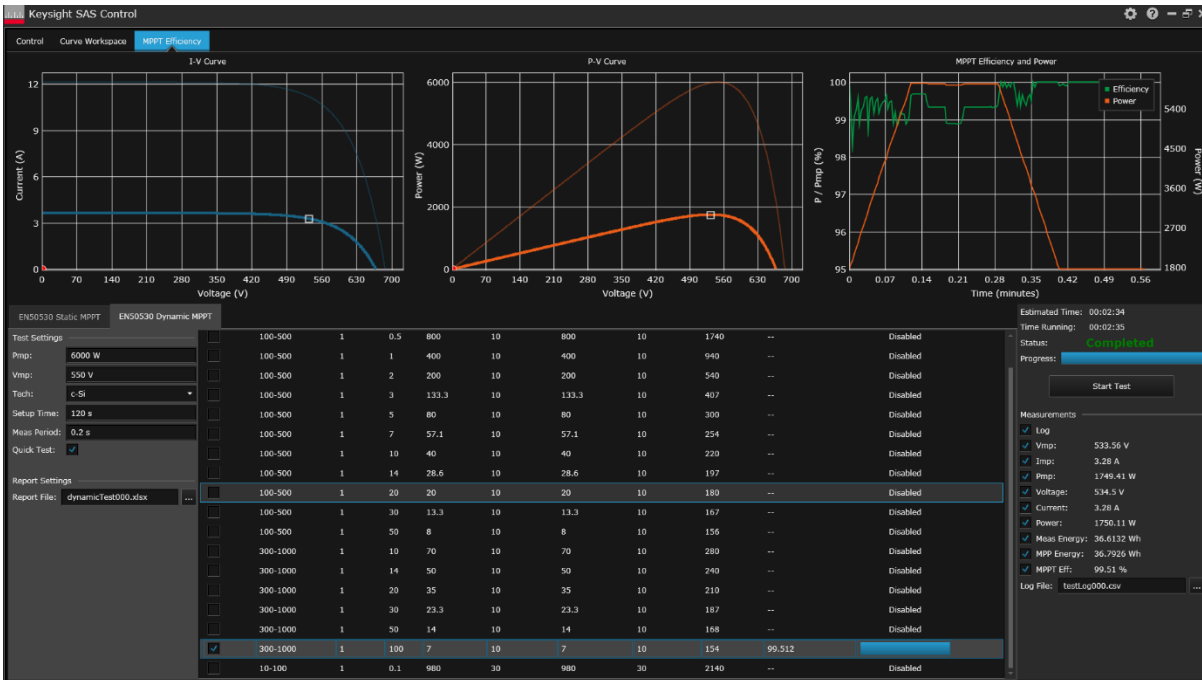 Keysight SAS Control
Control Curve Workspace MPPT Efficiency
I-V Curve
12
9
6
3
0
Current (A)
0 70 140 210 280 350 420 490 560 630 700
Voltage (V)
P-V Curve
6000
4000
2000
0
Power (W)
0 70 140 210 280 350 420 490 560 630 700
Voltage (V)
MPPT Efficiency and Power
100
99
98
97
96
95
P / Pmp (%)
Efficiency
Power
5400
4500
3600
2700
1800
Power (W)
0 0.07 0.14 0.21 0.28 0.35 0.42 0.49 0.56
Time (minutes)
EN50530 Static MPPT EN50530 Dynamic MPPT
Test Settings
Pmp: 6000 W
Vmp: 550 V
Tech: c-Si
Setup Time: 120 s
Meas Period: 0.2 s
Quick Test:
Report Settings
Report File: dynamicTest000.xlsx ...
100-500 1 0.5 800 10 800 10 1740 -- Disabled
100-500 1 1 400 10 400 10 940 -- Disabled
100-500 1 2 200 10 200 10 540 -- Disabled
100-500 1 3 133.3 10 133.3 10 407 -- Disabled
100-500 1 5 80 10 80 10 300 -- Disabled
100-500 1 7 57.1 10 57.1 10 254 -- Disabled
100-500 1 10 40 10 40 10 220 -- Disabled
100-500 1 14 28.6 10 28.6 10 197 -- Disabled
100-500 1 20 20 10 20 10 180 -- Disabled
100-500 1 30 13.3 10 13.3 10 167 -- Disabled
100-500 1 50 8 10 8 10 156 -- Disabled
300-1000 1 10 70 10 70 10 280 -- Disabled
300-1000 1 14 50 10 50 10 240 -- Disabled
300-1000 1 20 35 10 35 10 210 -- Disabled
300-1000 1 30 23.3 10 23.3 10 187 -- Disabled
300-1000 1 50 14 10 14 10 168 -- Disabled
300-1000 1 100 7 10 7 10 154 99.512
10-100 1 0.1 980 30 980 30 2140 -- Disabled
Estimated Time: 00:02:34
Time Running: 00:02:35
Status: Completed
Progress:
Start Test
Measurements
Log
Vmp: 533.56 V
Imp: 3.28 A
Pmp: 1749.41 W
Voltage: 534.5 V
Current: 3.28 A
Power: 1750.11 W
Meas Energy: 36.6132 Wh
MPP Energy: 36.7926 Wh
MPPT Eff: 99.51 %
Log File: testLog000.csv ...